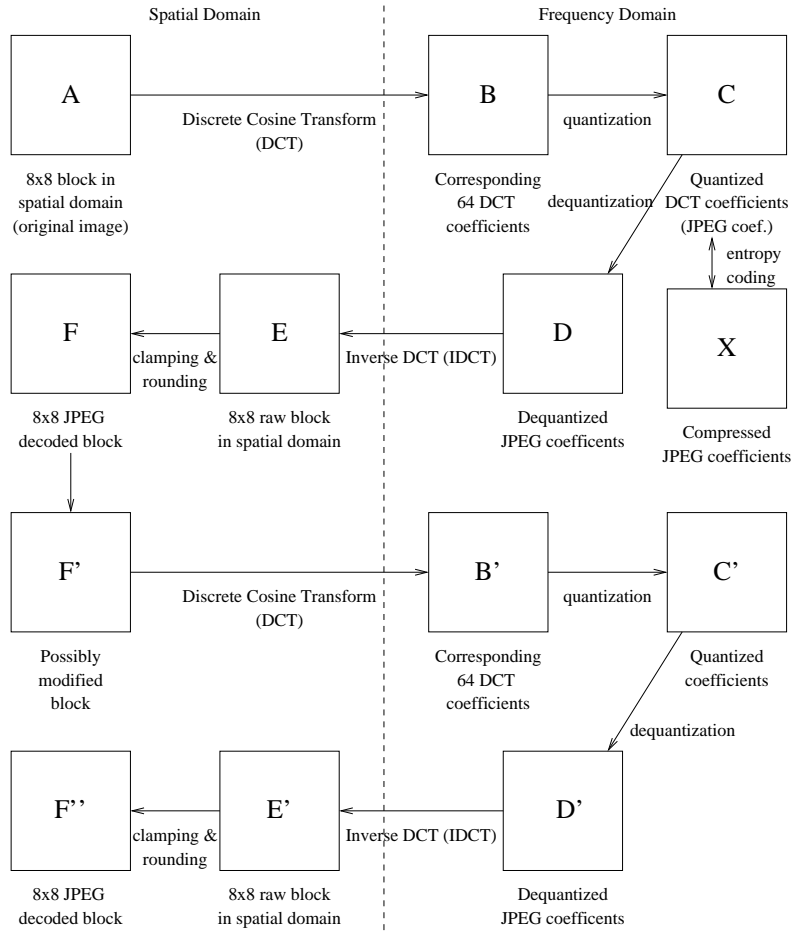 Spatial Domain
Frequency Domain
A
B
C
Discrete Cosine Transform
(DCT)
quantization
8x8 block in
spatial domain
(original image)
Corresponding
64 DCT
coefficients
dequantization
Quantized
DCT coefficients
(JPEG coef.)
entropy
coding
F
E
D
X
clamping &
rounding
Inverse DCT (IDCT)
8x8 JPEG
decoded block
8x8 raw block
in spatial domain
Dequantized
JPEG coefficents
Compressed
JPEG coefficients
F'
B'
C'
Discrete Cosine Transform
(DCT)
quantization
Possibly
modified
block
Corresponding
64 DCT
coefficients
Quantized
coefficients
dequantization
F''
E'
D'
clamping &
rounding
Inverse DCT (IDCT)
8x8 JPEG
decoded block
8x8 raw block
in spatial domain
Dequantized
JPEG coefficents